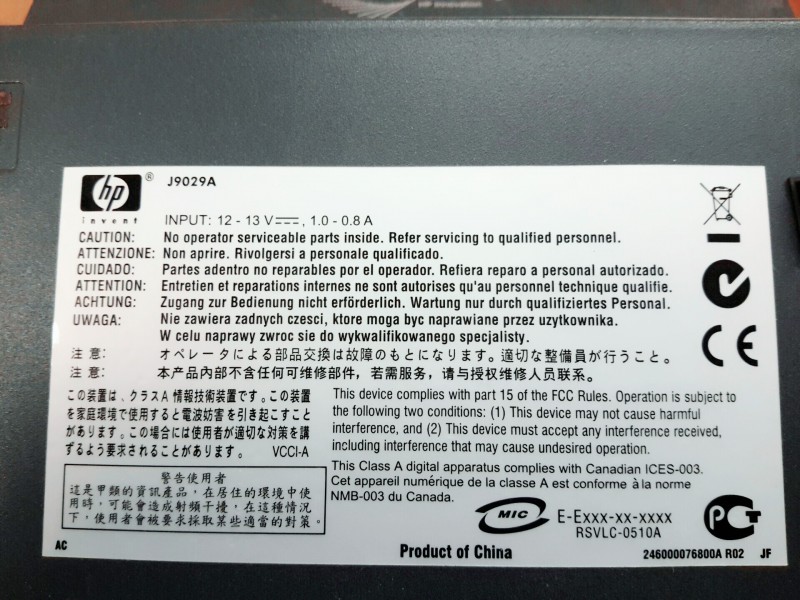 hp ® J9029A
invent
INPUT: 12 - 13 V⎓, 1.0 - 0.8 A
CAUTION: No operator serviceable parts inside. Refer servicing to qualified personnel.
ATTENZIONE: Non aprire. Rivolgersi a personale qualificado.
CUIDADO: Partes adentro no reparables por el operador. Refiera reparo a personal autorizado.
ATTENTION: Entretien et reparations internes ne sont autorises qu'au personnel technique qualifie.
ACHTUNG: Zugang zur Bedienung nicht erförderlich. Wartung nur durch qualifiziertes Personal.
UWAGA: Nie zawiera zadnych czesci, ktore moga byc naprawiane przez uzytkownika.
W celu naprawy zwroc sie do wykwalifikowanego specjalisty.
注意: オペレータによる部品交換は故障のもとになります。適切な整備員が行うこと。
注意: 本产品内部不含任何可维修部件，若需服务，请与授权维修人员联系。
この装置は、クラスA 情報技術装置です。この装置
を家庭環境で使用すると電波妨害を引き起こすこと
があります。この場合には使用者が適切な対策を講
ずるよう要求されることがあります。 VCCI-A
This device complies with part 15 of the FCC Rules. Operation is subject to
the following two conditions: (1) This device may not cause harmful
interference, and (2) This device must accept any interference received,
including interference that may cause undesired operation.
This Class A digital apparatus complies with Canadian ICES-003.
Cet appareil numérique de la classe A est conforme à la norme
NMB-003 du Canada.
警告使用者
這是甲類的資訊產品，在居住的環境中使
用時，可能會造成射頻干擾，在這種情況
下，使用者會被要求採取某些適當的對策。
MIC E-Exxx-xx-xxxx
RSVLC-0510A
AC Product of China 246000076800A R02 JF